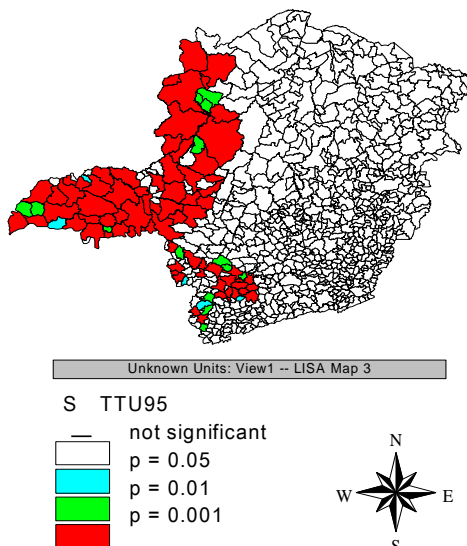 Unknown Units: View1 -- LISA Map 3
S TTU95
not significant
p = 0.05
p = 0.01
p = 0.001
N
W E
S